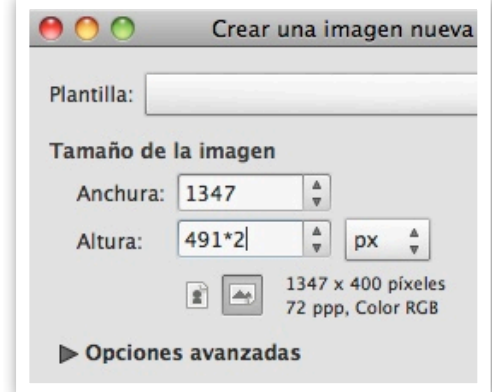 Crear una imagen nueva
Plantilla:
Tamaño de la imagen
Anchura: 1347
Altura: 491*2 px
1347 x 400 píxeles
72 ppp, Color RGB
Opciones avanzadas